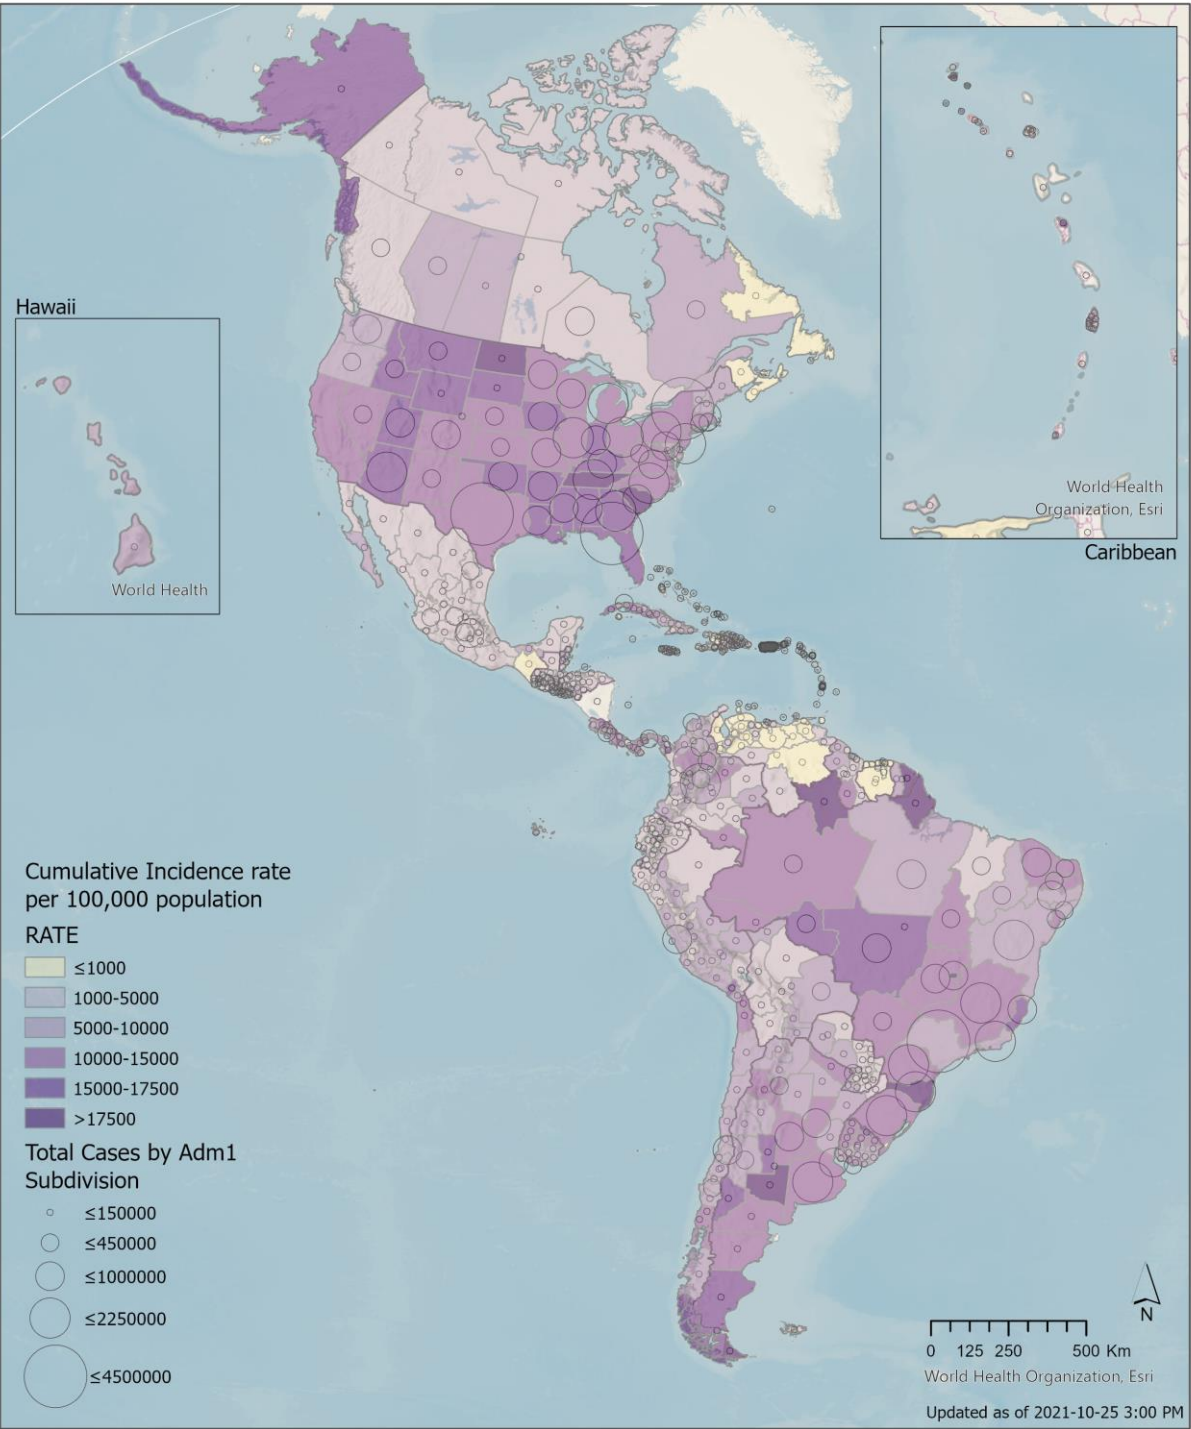 Hawaii
World Health
World Health
Organization, Esri
Caribbean
Cumulative Incidence rate
per 100,000 population
RATE
≤1000
1000-5000
5000-10000
10000-15000
15000-17500
>17500
Total Cases by Adm1
Subdivision
≤150000
≤450000
≤1000000
≤2250000
≤4500000
N
0 125 250 500 Km
World Health Organization, Esri
Updated as of 2021-10-25 3:00 PM